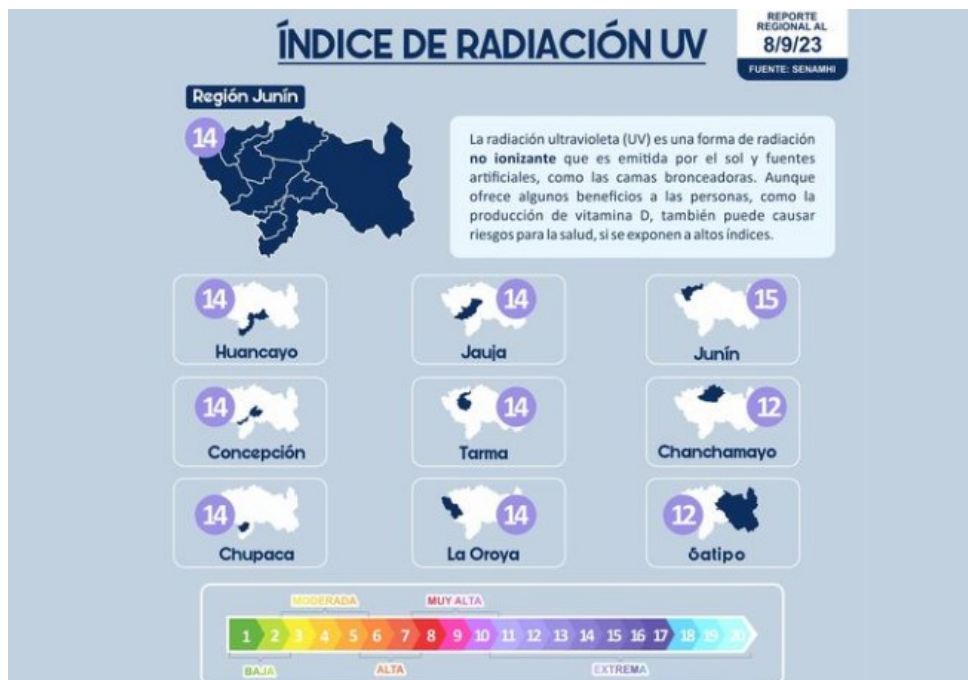 ÍNDICE DE RADIACIÓN UV
REPORTE
REGIONAL AL
8/9/23
FUENTE: SENAMHI
Región Junín
14
La radiación ultravioleta (UV) es una forma de radiación
no ionizante que es emitida por el sol y fuentes
artificiales, como las camas bronceadoras. Aunque
ofrece algunos beneficios a las personas, como la
producción de vitamina D, también puede causar
riesgos para la salud, si se exponen a altos índices.
14
Huancayo
14
Jauja
15
Junín
14
Concepción
14
Tarma
12
Chanchamayo
14
Chupaca
14
La Oroya
12
Satipo
MODERADA MUY ALTA
1 2 3 4 5 6 7 8 9 10 11 12 13 14 15 16 17 18 19 20
BAJA ALTA EXTREMA